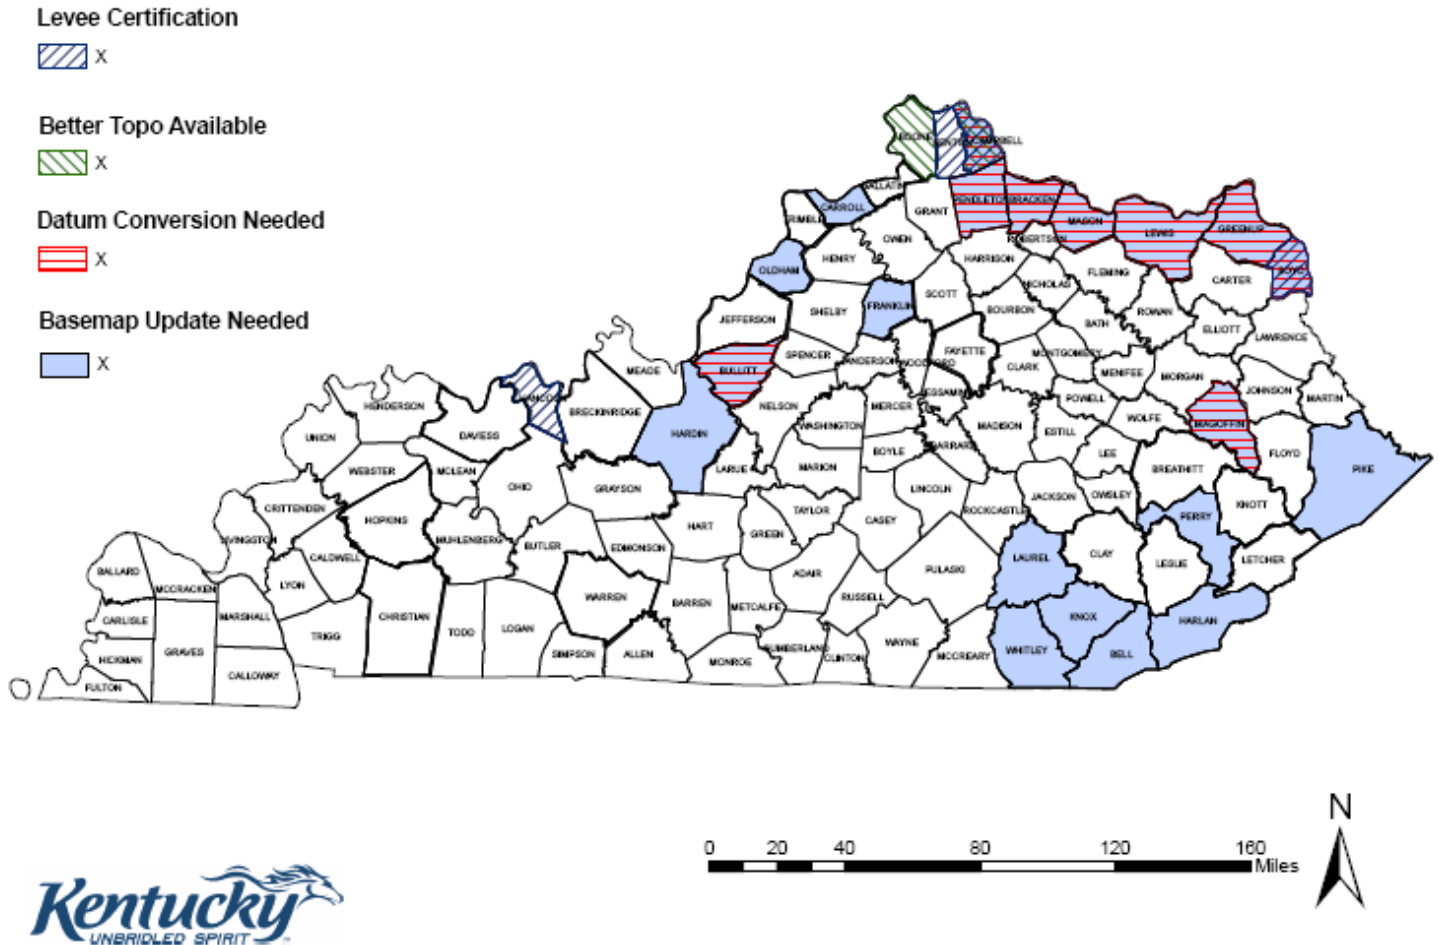 Levee Certification
X
Better Topo Available
X
Datum Conversion Needed
X
Basemap Update Needed
X
BOONE
CAMPBELL
GALLATIN
CARROLL
TRIMBLE
GRANT
PENDLETON
BRACKEN
MASON
LEWIS
GREENUP
BOYD
OWEN
ROBERTSON
HENRY
HARRISON
OLDHAM
FLEMING
CARTER
NICHOLAS
SCOTT
FRANKLIN
SHELBY
BOURBON
ROWAN
JEFFERSON
BATH
ELLIOTT
LAWRENCE
SPENCER
ANDERSON
WOODFORD
FAYETTE
MONTGOMERY
CLARK
MENIFEE
MORGAN
BULLITT
MEADE
JOHNSON
MARTIN
HANCOCK
BRECKINRIDGE
HENDERSON
NELSON
MERCER
POWELL
WOLFE
WASHINGTON
MADISON
MAGOFFIN
UNION
DAVIESS
HARDIN
GARRARD
ESTILL
LEE
FLOYD
BOYLE
WEBSTER
MCLEAN
LARUE
MARION
BREATHITT
PIKE
OHIO
GRAYSON
LINCOLN
JACKSON
OWSLEY
KNOTT
CRITTENDEN
TAYLOR
ROCKCASTLE
PERRY
HOPKINS
HART
GREEN
CASEY
LIVINGSTON
MUHLENBERG
BUTLER
EDMONSON
CALDWELL
LAUREL
CLAY
LESLIE
LETCHER
BALLARD
LYON
ADAIR
PULASKI
MCCRACKEN
WARREN
BARREN
METCALFE
RUSSELL
CARLISLE
MARSHALL
CHRISTIAN
TODD
LOGAN
KNOX
HARLAN
TRIGG
WAYNE
GRAVES
HICKMAN
SIMPSON
ALLEN
MONROE
CUMBERLAND
CLINTON
MCCREARY
WHITLEY
BELL
CALLOWAY
FULTON
N
0 20 40 80 120 160
Miles
Kentucky
UNBRIDLED SPIRIT